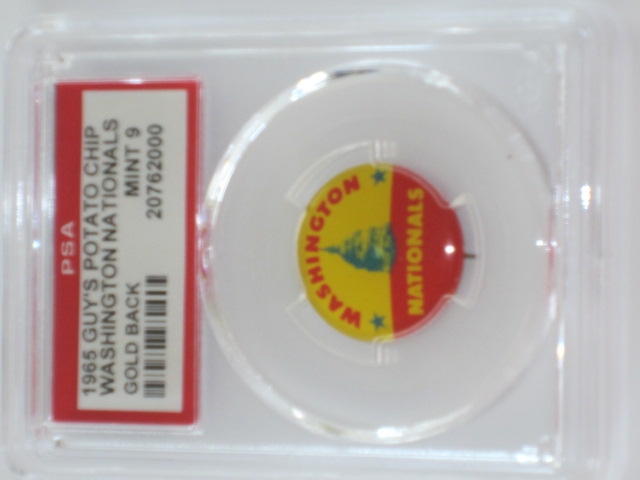 PSA
1965 GUY'S POTATO CHIP
WASHINGTON NATIONALS
GOLD BACK MINT 9
20762000
WASHINGTON
NATIONALS